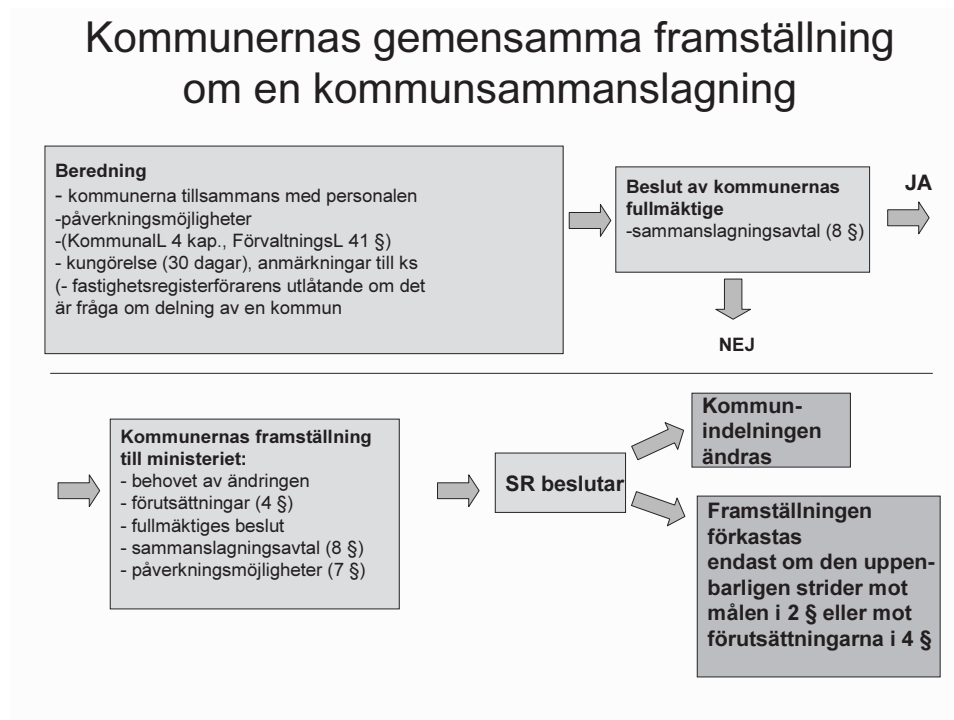 Kommunernas gemensamma framställning
om en kommunsammanslagning
Beredning
- kommunerna tillsammans med personalen
-påverkningsmöjligheter
-(KommunalL 4 kap., FörvaltningsL 41 §)
- kungörelse (30 dagar), anmärkningar till ks
(- fastighetsregisterförarens utlåtande om det
är fråga om delning av en kommun
Beslut av kommunernas
fullmäktige
-sammanslagningsavtal (8 §)
JA
NEJ
Kommunernas framställning
till ministeriet:
- behovet av ändringen
- förutsättningar (4 §)
- fullmäktiges beslut
- sammanslagningsavtal (8 §)
- påverkningsmöjligheter (7 §)
SR beslutar
Kommun-
indelningen
ändras
Framställningen
förkastas
endast om den uppen-
barligen strider mot
målen i 2 § eller mot
förutsättningarna i 4 §